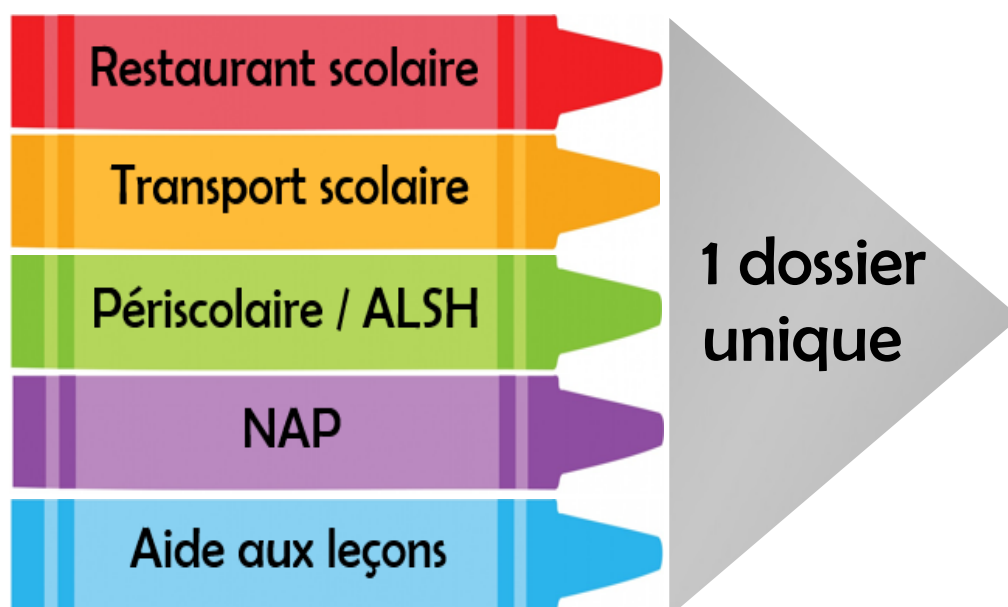 Restaurant scolaire
Transport scolaire
Périscolaire / ALSH
NAP
Aide aux leçons
1 dossier
unique